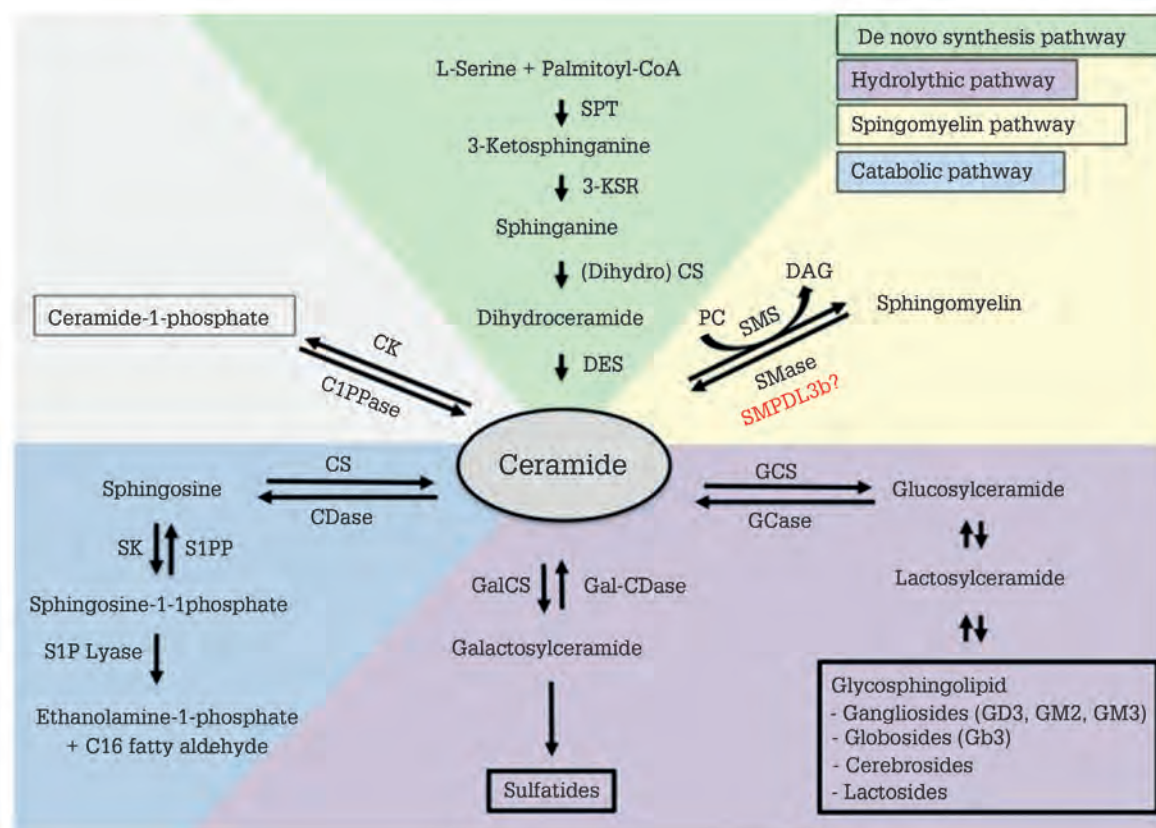 De novo synthesis pathway
Hydrolythic pathway
Spingomyelin pathway
Catabolic pathway
L-Serine + Palmitoyl-CoA
SPT
3-Ketosphinganine
3-KSR
Sphinganine
(Dihydro) CS
Dihydroceramide
DES
Ceramide-1-phosphate
CK
C1PPase
PC
SMS
DAG
Sphingomyelin
SMase
SMPDL3b?
Ceramide
Sphingosine
CS
CDase
SK
S1PP
Sphingosine-1-1phosphate
S1P Lyase
Ethanolamine-1-phosphate
+ C16 fatty aldehyde
GalCS
Gal-CDase
Galactosylceramide
Sulfatides
GCS
GCase
Glucosylceramide
Lactosylceramide
Glycosphingolipid
- Gangliosides (GD3, GM2, GM3)
- Globosides (Gb3)
- Cerebrosides
- Lactosides